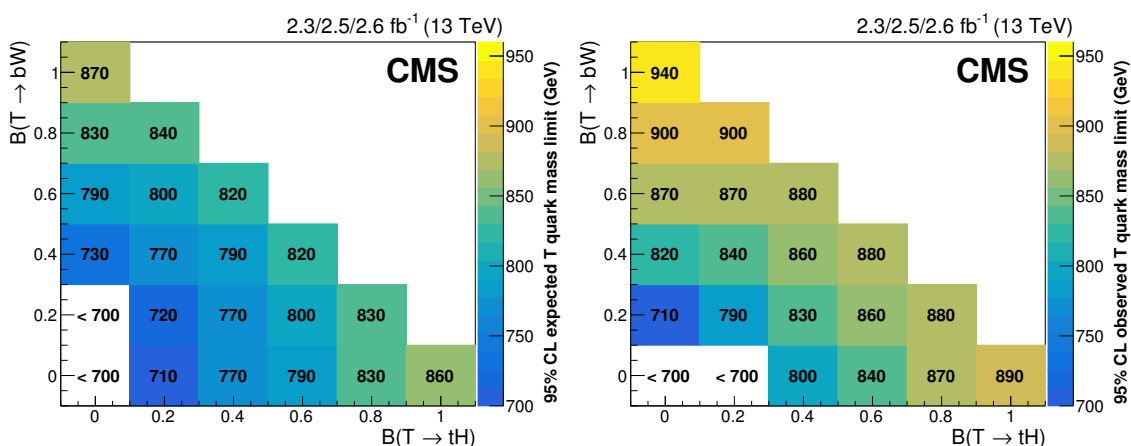 2.3/2.5/2.6 fb⁻¹ (13 TeV)
CMS
B(T → bW)
1
0.8
0.6
0.4
0.2
0
870
830 840
790 800 820
730 770 790 820
< 700 720 770 800 830
< 700 710 770 790 830 860
0 0.2 0.4 0.6 0.8 1
B(T → tH)
950
900
850
800
750
700
95% CL expected T quark mass limit (GeV)
2.3/2.5/2.6 fb⁻¹ (13 TeV)
CMS
B(T → bW)
1
0.8
0.6
0.4
0.2
0
940
900 900
870 870 880
820 840 860 880
710 790 830 860 880
< 700 < 700 800 840 870 890
0 0.2 0.4 0.6 0.8 1
B(T → tH)
950
900
850
800
750
700
95% CL observed T quark mass limit (GeV)